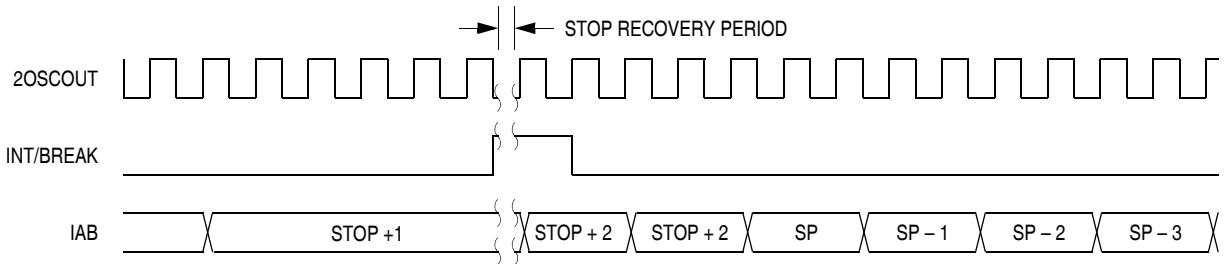 STOP RECOVERY PERIOD
2OSCOUT
INT/BREAK
IAB
STOP +1
STOP + 2
STOP + 2
SP
SP – 1
SP – 2
SP – 3